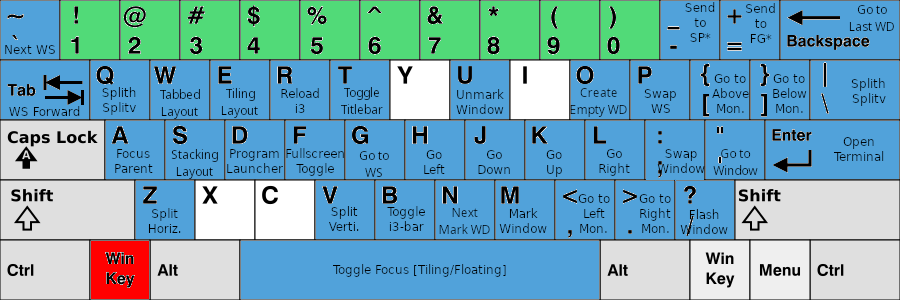 ~ ` Next WS
! 1
@ 2
# 3
$ 4
% 5
^ 6
& 7
* 8
( 9
) 0
_ - Send to SP*
+ = Send to FG*
Backspace Go to Last WD
Tab WS Forward
Q Splith Splitv
W Tabbed Layout
E Tiling Layout
R Reload i3
T Toggle Titlebar
Y
U Unmark Window
I
O Create Empty WD
P Swap WS
{ [ Go to Above Mon.
} ] Go to Below Mon.
| \ Splith Splitv
Caps Lock A
A Focus Parent
S Stacking Layout
D Program Launcher
F Fullscreen Toggle
G Go to WS
H Go Left
J Go Down
K Go Up
L Go Right
: ; Swap Window
" ' Go to Window
Enter Open Terminal
Shift
Z Split Horiz.
X
C
V Split Verti.
B Toggle i3-bar
N Next Mark WD
M Mark Window
< , Go to Left Mon.
> . Go to Right Mon.
? / Flash Window
Shift
Ctrl
Win Key
Alt
Toggle Focus [Tiling/Floating]
Alt
Win Key
Menu
Ctrl